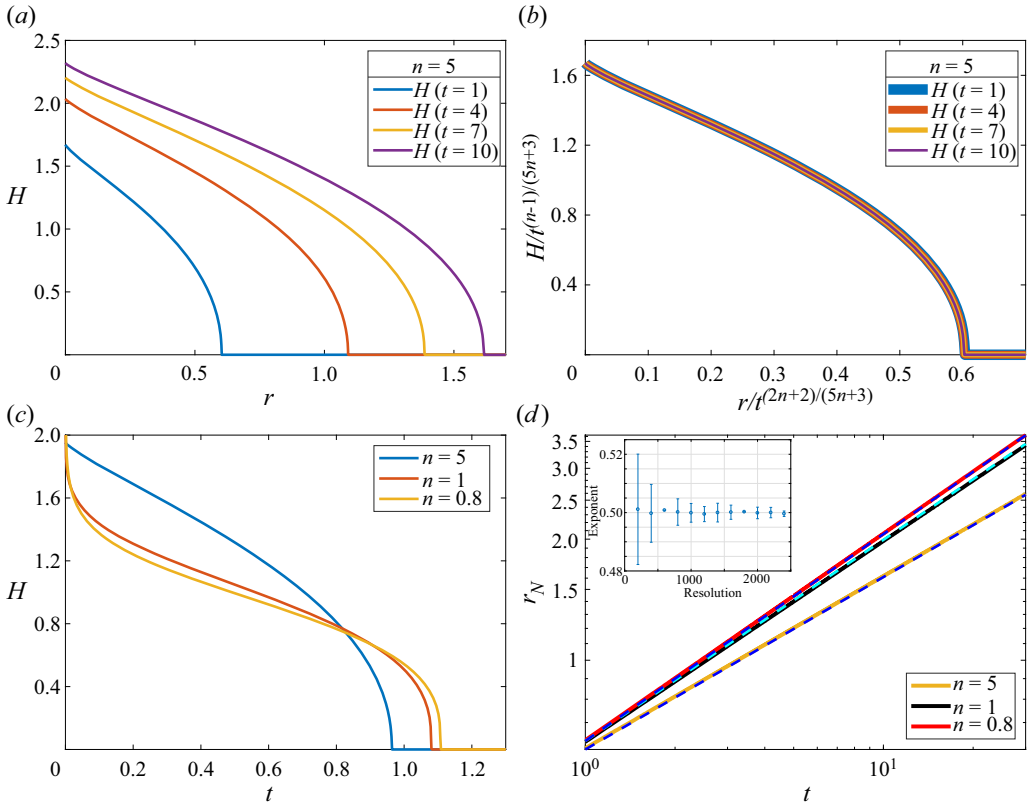 (a)
2.5
2.0
1.5
1.0
0.5
0
0.5
1.0
1.5
H
r
n = 5
H (t = 1)
H (t = 4)
H (t = 7)
H (t = 10)
(b)
1.6
1.2
0.8
0.4
0
0.1
0.2
0.3
0.4
0.5
0.6
H/t^(n-1)/(5n+3)
r/t^(2n+2)/(5n+3)
n = 5
H (t = 1)
H (t = 4)
H (t = 7)
H (t = 10)
(c)
2.0
1.6
1.2
0.8
0.4
0
0.2
0.4
0.6
0.8
1.0
1.2
H
t
n = 5
n = 1
n = 0.8
(d)
3.5
3.0
2.5
2.0
1.5
1
10^0
10^1
r_N
t
0.52
0.50
0.48
0
1000
2000
Exponent
Resolution
n = 5
n = 1
n = 0.8